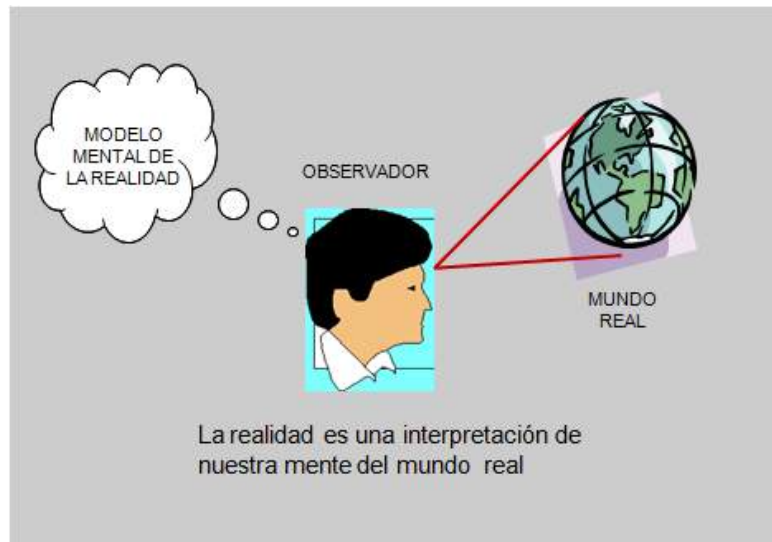 MODELO
MENTAL DE
LA REALIDAD
OBSERVADOR
MUNDO
REAL
La realidad es una interpretación de
nuestra mente del mundo real